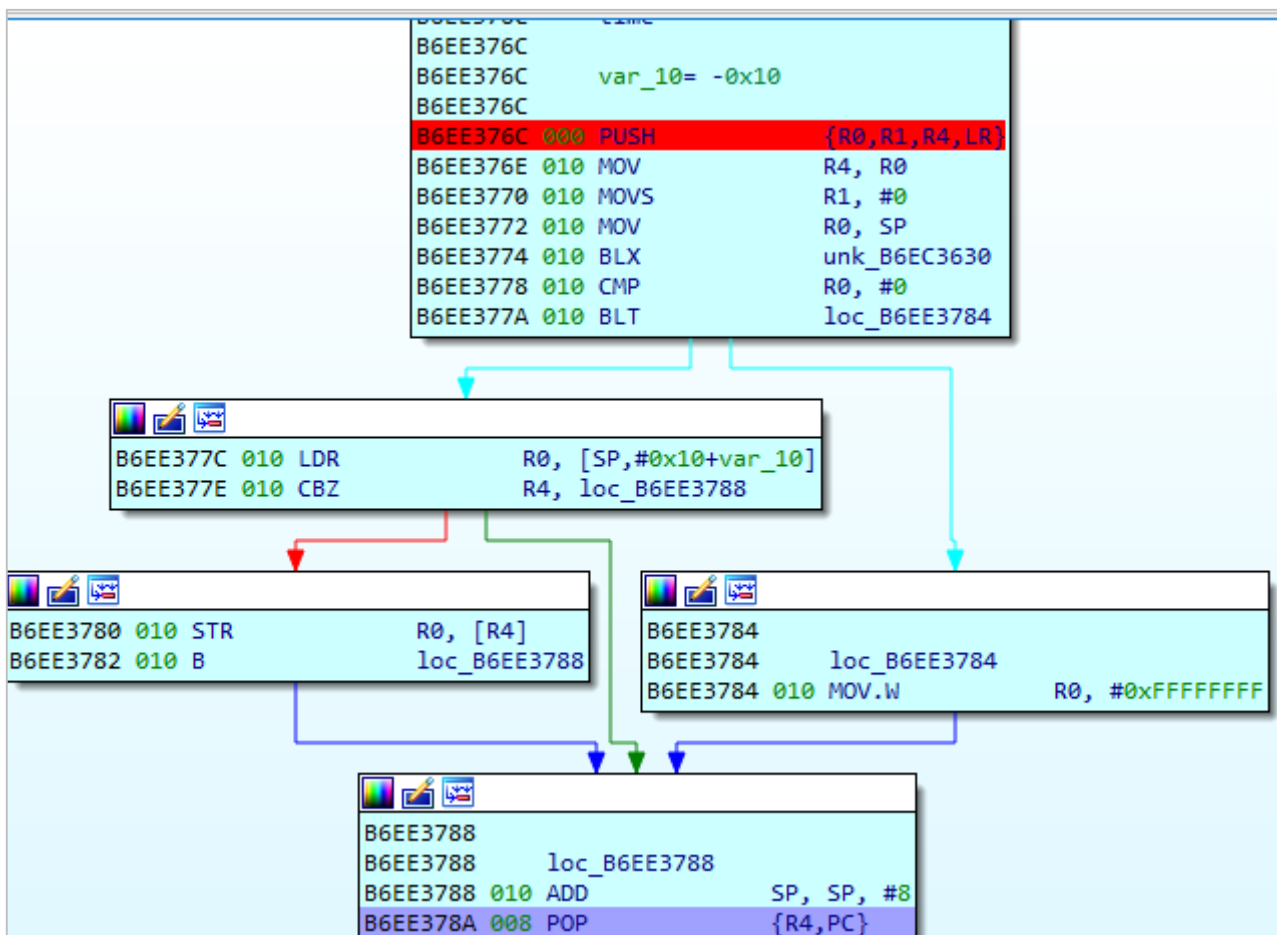 B6EE376C time
B6EE376C
B6EE376C var_10= -0x10
B6EE376C
B6EE376C 000 PUSH {R0,R1,R4,LR}
B6EE376E 010 MOV R4, R0
B6EE3770 010 MOVS R1, #0
B6EE3772 010 MOV R0, SP
B6EE3774 010 BLX unk_B6EC3630
B6EE3778 010 CMP R0, #0
B6EE377A 010 BLT loc_B6EE3784
B6EE377C 010 LDR R0, [SP,#0x10+var_10]
B6EE377E 010 CBZ R4, loc_B6EE3788
B6EE3780 010 STR R0, [R4]
B6EE3782 010 B loc_B6EE3788
B6EE3784
B6EE3784 loc_B6EE3784
B6EE3784 010 MOV.W R0, #0xFFFFFFFF
B6EE3788
B6EE3788 loc_B6EE3788
B6EE3788 010 ADD SP, SP, #8
B6EE378A 008 POP {R4,PC}